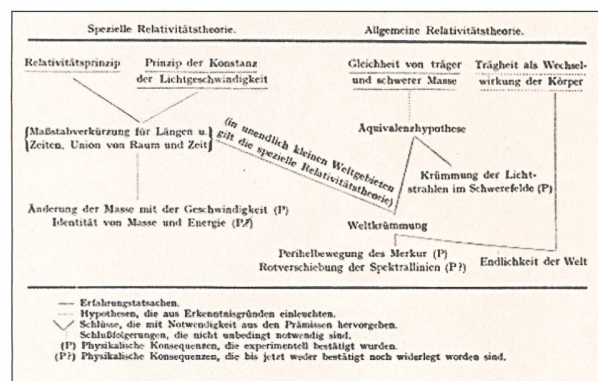 Spezielle Relativitätstheorie.
Allgemeine Relativitätstheorie.
Relativitätsprinzip
Prinzip der Konstanz
der Lichtgeschwindigkeit
Gleichheit von träger
und schwerer Masse
Trägheit als Wechsel-
wirkung der Körper
{Maßstabverkürzung für Längen u.}
{Zeiten, Union von Raum und Zeit}
(in unendlich kleinen Weltgebieten
gilt die spezielle Relativitätstheorie)
Äquivalenzhypothese
Krümmung der Licht-
strahlen im Schwerefelde (P)
Änderung der Masse mit der Geschwindigkeit (P)
Identität von Masse und Energie (P?)
Weltkrümmung
Perihelbewegung des Merkur (P)
Rotverschiebung der Spektrallinien (P?)
Endlichkeit der Welt
Erfahrungstatsachen.
Hypothesen, die aus Erkenntnisgründen einleuchten.
Schlüsse, die mit Notwendigkeit aus den Prämissen hervorgehen.
Schlußfolgerungen, die nicht unbedingt notwendig sind.
(P) Physikalische Konsequenzen, die experimentell bestätigt wurden.
(P?) Physikalische Konsequenzen, die bis jetzt weder bestätigt noch widerlegt worden sind.